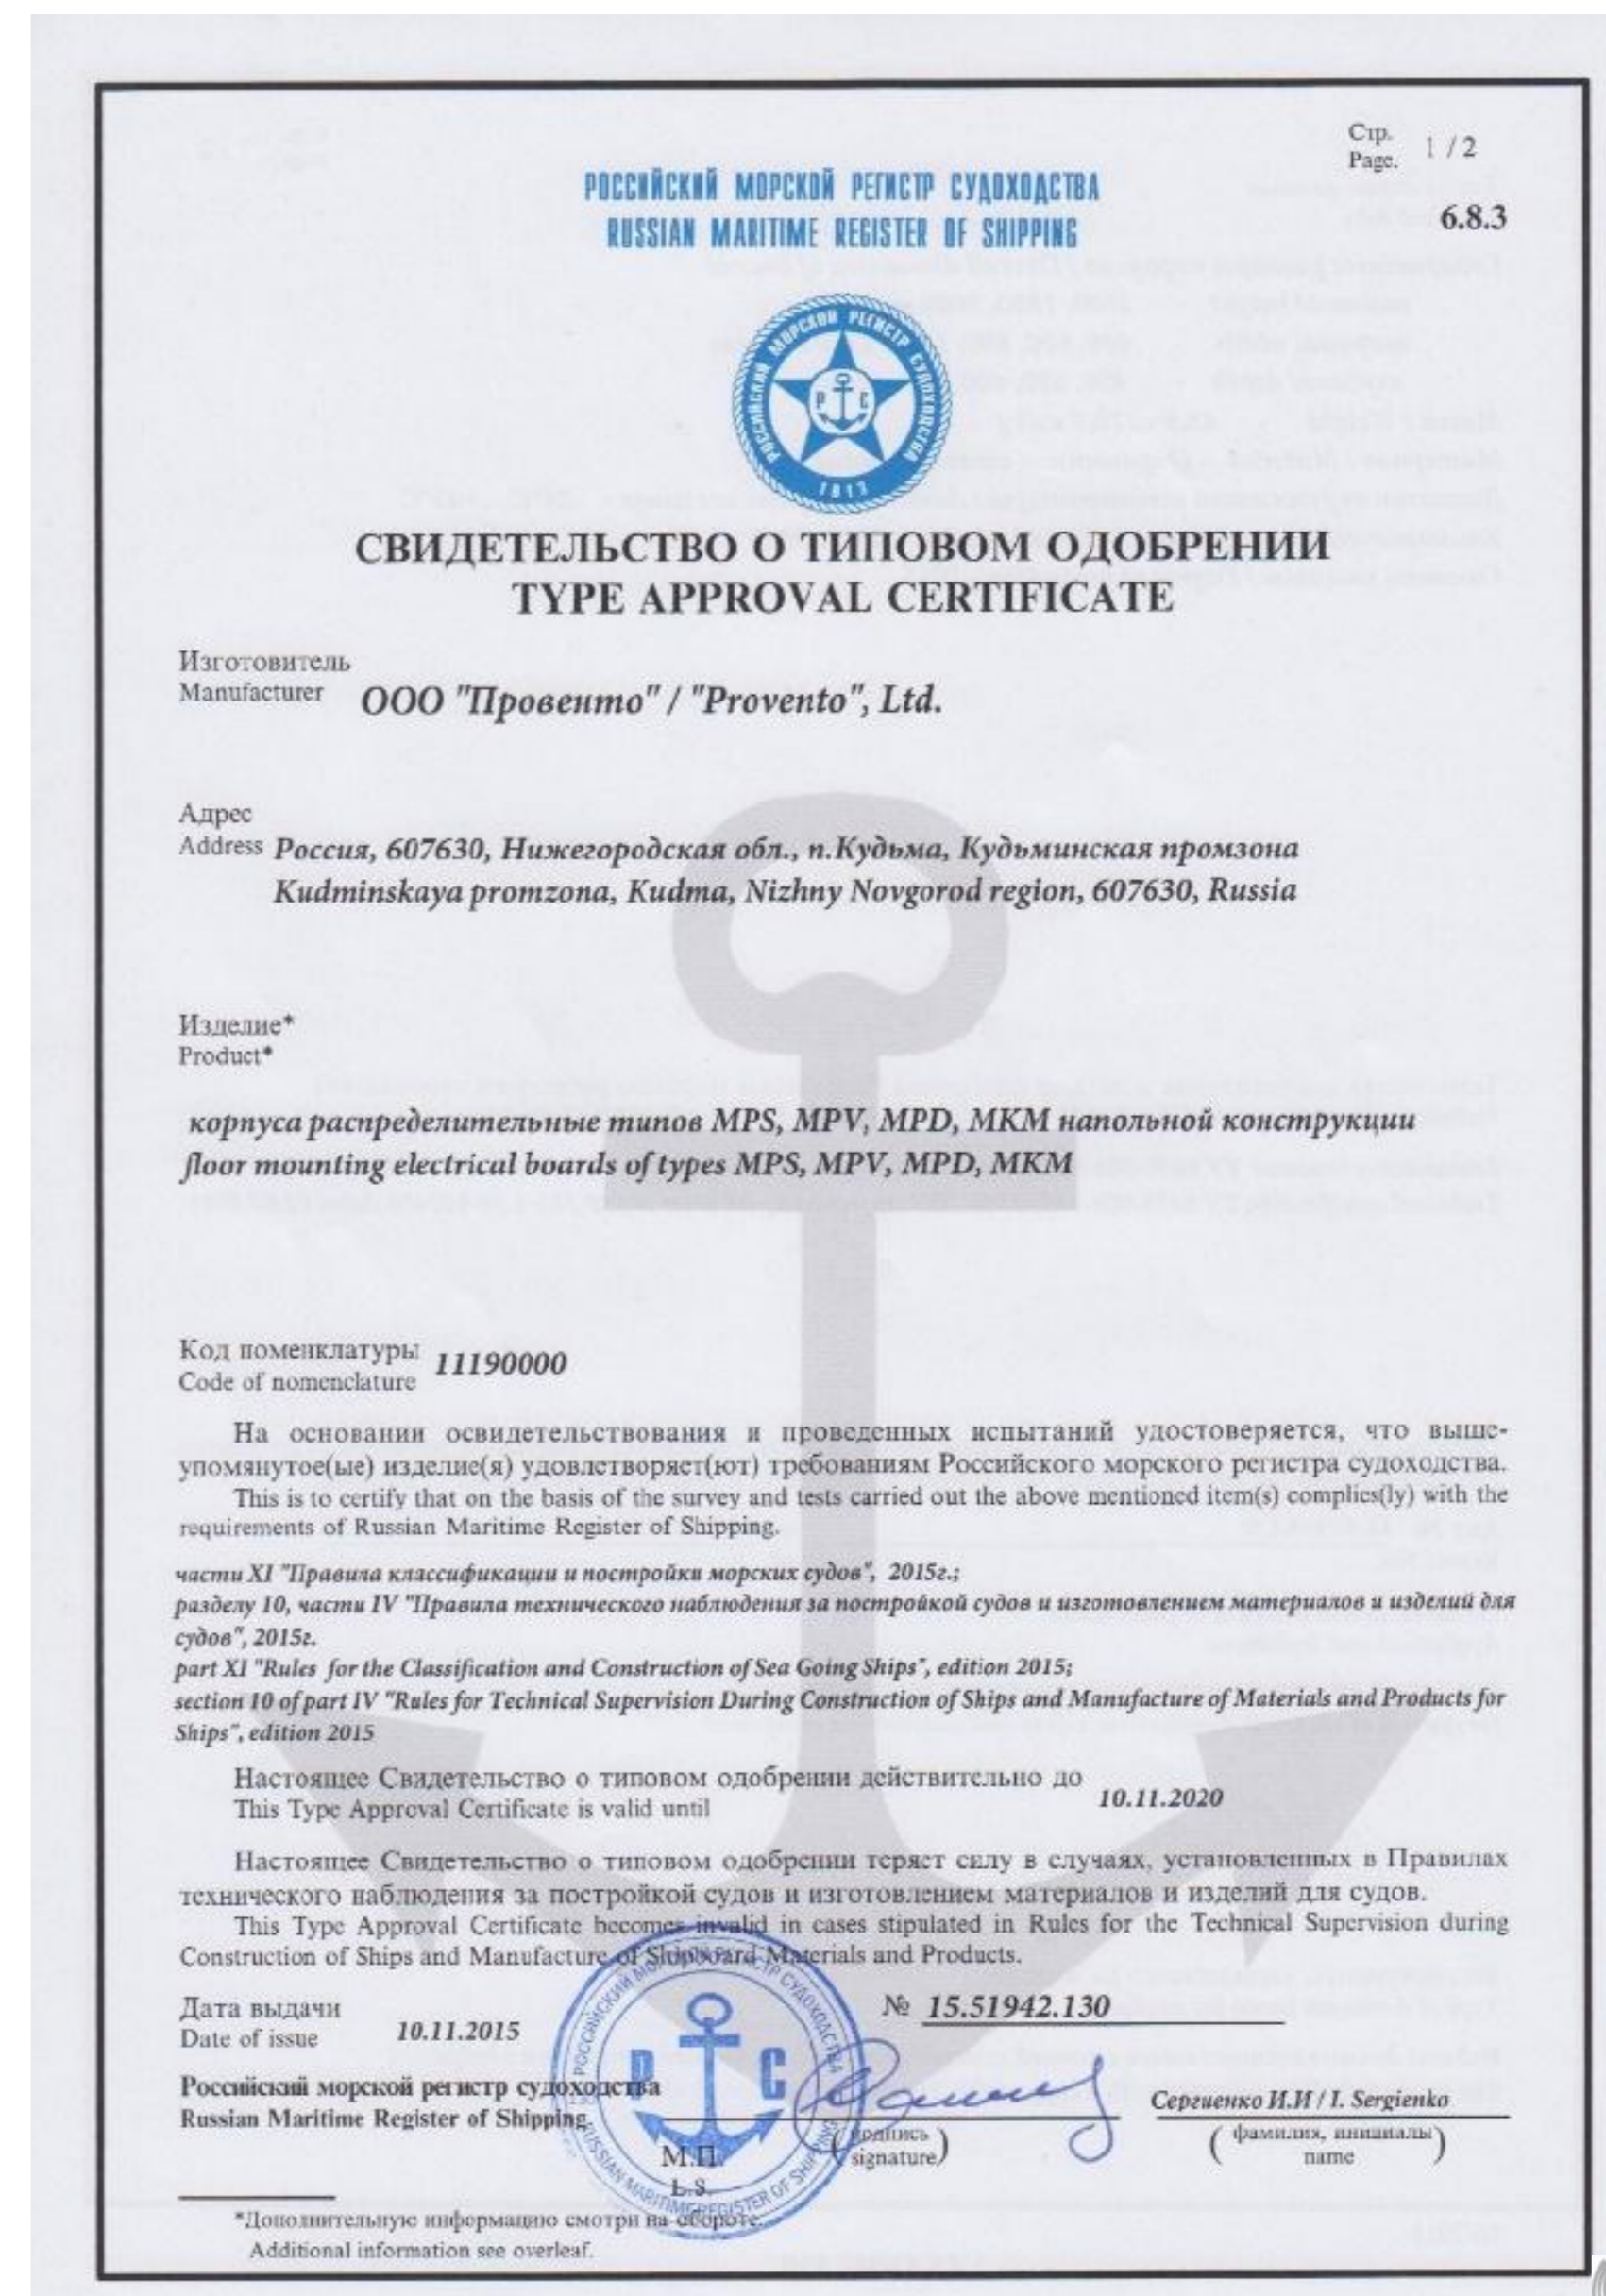 Стр.
Page. 1 / 2
РОССИЙСКИЙ МОРСКОЙ РЕГИСТР СУДОХОДСТВА
RUSSIAN MARITIME REGISTER OF SHIPPING
6.8.3
РОССИЙСКИЙ МОРСКОЙ РЕГИСТР СУДОХОДСТВА
Р С
1913
СВИДЕТЕЛЬСТВО О ТИПОВОМ ОДОБРЕНИИ
TYPE APPROVAL CERTIFICATE
Изготовитель
Manufacturer
ООО "Провенто" / "Provento", Ltd.
Адрес
Address
Россия, 607630, Нижегородская обл., п.Кудьма, Кудьминская промзона
Kudminskaya promzona, Kudma, Nizhny Novgorod region, 607630, Russia
Изделие*
Product*
корпуса распределительные типов MPS, MPV, MPD, MKM напольной конструкции
floor mounting electrical boards of types MPS, MPV, MPD, MKM
Код номенклатуры
Code of nomenclature
11190000
На основании освидетельствования и проведенных испытаний удостоверяется, что выше-
упомянутое(ые) изделие(я) удовлетворяет(ют) требованиям Российского морского регистра судоходства.
This is to certify that on the basis of the survey and tests carried out the above mentioned item(s) complies(ly) with the
requirements of Russian Maritime Register of Shipping.
части XI "Правила классификации и постройки морских судов", 2015г.;
разделу 10, части IV "Правила технического наблюдения за постройкой судов и изготовлением материалов и изделий для
судов", 2015г.
part XI "Rules for the Classification and Construction of Sea Going Ships", edition 2015;
section 10 of part IV "Rules for Technical Supervision During Construction of Ships and Manufacture of Materials and Products for
Ships", edition 2015
Настоящее Свидетельство о типовом одобрении действительно до
This Type Approval Certificate is valid until
10.11.2020
Настоящее Свидетельство о типовом одобрении теряет силу в случаях, установленных в Правилах
технического наблюдения за постройкой судов и изготовлением материалов и изделий для судов.
This Type Approval Certificate becomes invalid in cases stipulated in Rules for the Technical Supervision during
Construction of Ships and Manufacture of Shipboard Materials and Products.
Дата выдачи
Date of issue
10.11.2015
№ 15.51942.130
Российский морской регистр судоходства
Russian Maritime Register of Shipping
РОССИЙСКИЙ МОРСКОЙ РЕГИСТР СУДОХОДСТВА
Р С
RUSSIAN MARITIME REGISTER OF SHIPPING
М.П.
L.S.
(подпись
signature)
Сергиенко И.И / I. Sergienko
(фамилия, инициалы
name)
*Дополнительную информацию смотри на обороте.
Additional information see overleaf.